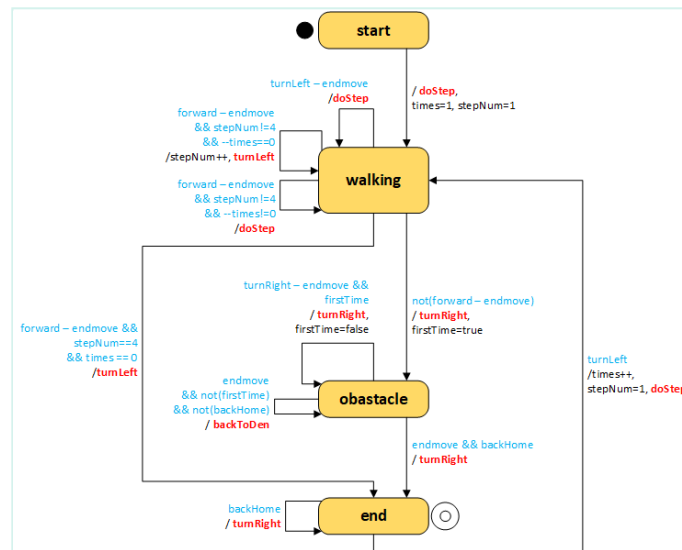 start
/ doStep,
times=1, stepNum=1
turnLeft – endmove
/doStep
forward – endmove
&& stepNum!=4
&& --times==0
/stepNum++, turnLeft
walking
forward – endmove
&& stepNum!=4
&& --times!=0
/doStep
turnRight – endmove &&
firstTime
/ turnRight,
firstTime=false
not(forward – endmove)
/ turnRight,
firstTime=true
forward – endmove &&
stepNum==4
&& times == 0
/turnLeft
turnLeft
/times++,
stepNum=1, doStep
endmove
&& not(firstTime)
&& not(backHome)
/ backToDen
obastacle
endmove && backHome
/ turnRight
backHome
/ turnRight
end